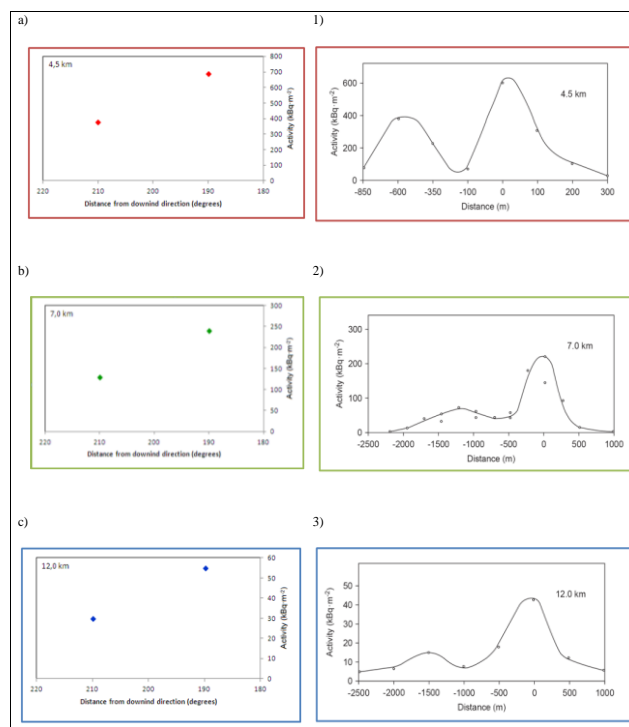 a)
1)
4,5 km
800
700
600
500
400
300
200
100
0
Activity (kBq·m⁻²)
220 210 200 190 180
Distance from downind direction (degrees)
4.5 km
600
400
200
0
Activity (kBq·m⁻²)
-850 -600 -350 -100 0 100 200 300
Distance (m)
b)
2)
7,0 km
300
250
200
150
100
50
0
Activity (kBq·m⁻²)
220 210 200 190 180
Distance from downind direction (degrees)
7.0 km
300
200
100
0
Activity (kBq·m⁻²)
-2500 -2000 -1500 -1000 -500 0 500 1000
Distance (m)
c)
3)
12,0 km
60
50
40
30
20
10
0
Activity (kBq·m⁻²)
220 210 200 190 180
Distance from downind direction (degrees)
12.0 km
50
40
30
20
10
0
Activity (kBq·m⁻²)
-2500 -2000 -1500 -1000 -500 0 500 1000
Distance (m)